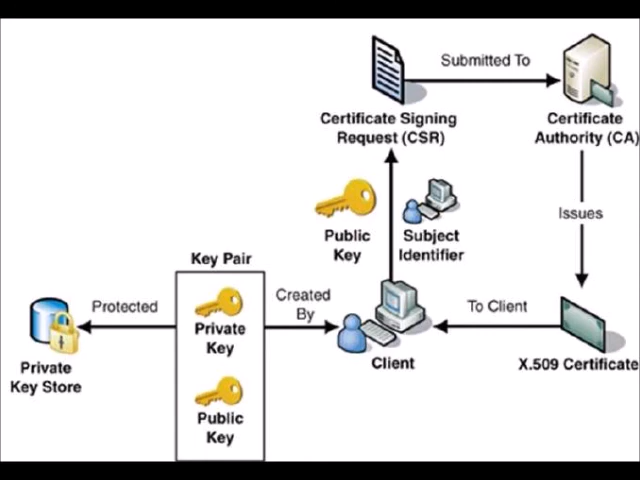 Submitted To
Certificate Signing
Request (CSR)
Certificate
Authority (CA)
Issues
Public
Key
Subject
Identifier
Key Pair
Protected
Private
Key
Created
By
To Client
Private
Key Store
Client
X.509 Certificate
Public
Key